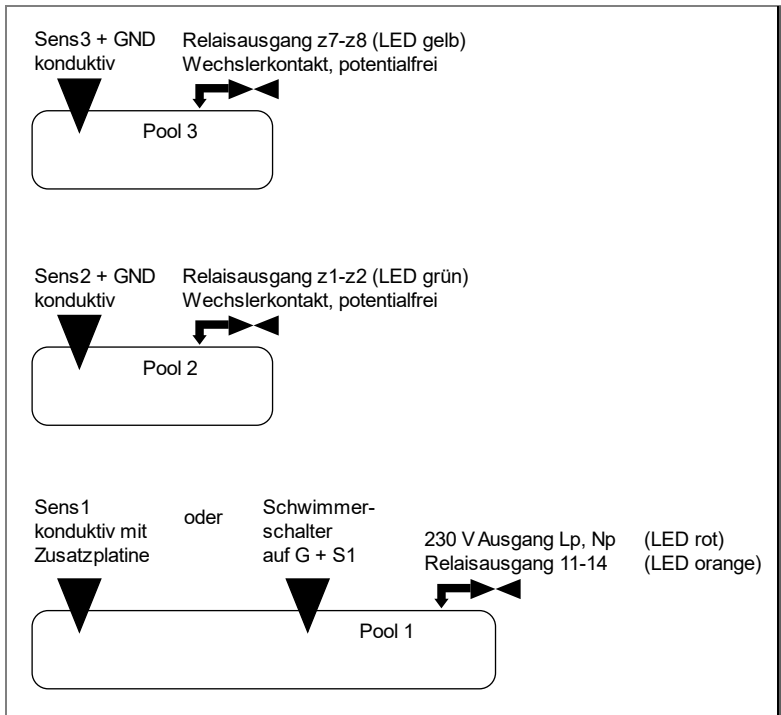 Sens3 + GND
konduktiv
Relaisausgang z7-z8 (LED gelb)
Wechslerkontakt, potentialfrei
Pool 3
Sens2 + GND
konduktiv
Relaisausgang z1-z2 (LED grün)
Wechslerkontakt, potentialfrei
Pool 2
Sens1
konduktiv mit
Zusatzplatine
oder
Schwimmer-
schalter
auf G + S1
230 V Ausgang Lp, Np (LED rot)
Relaisausgang 11-14 (LED orange)
Pool 1